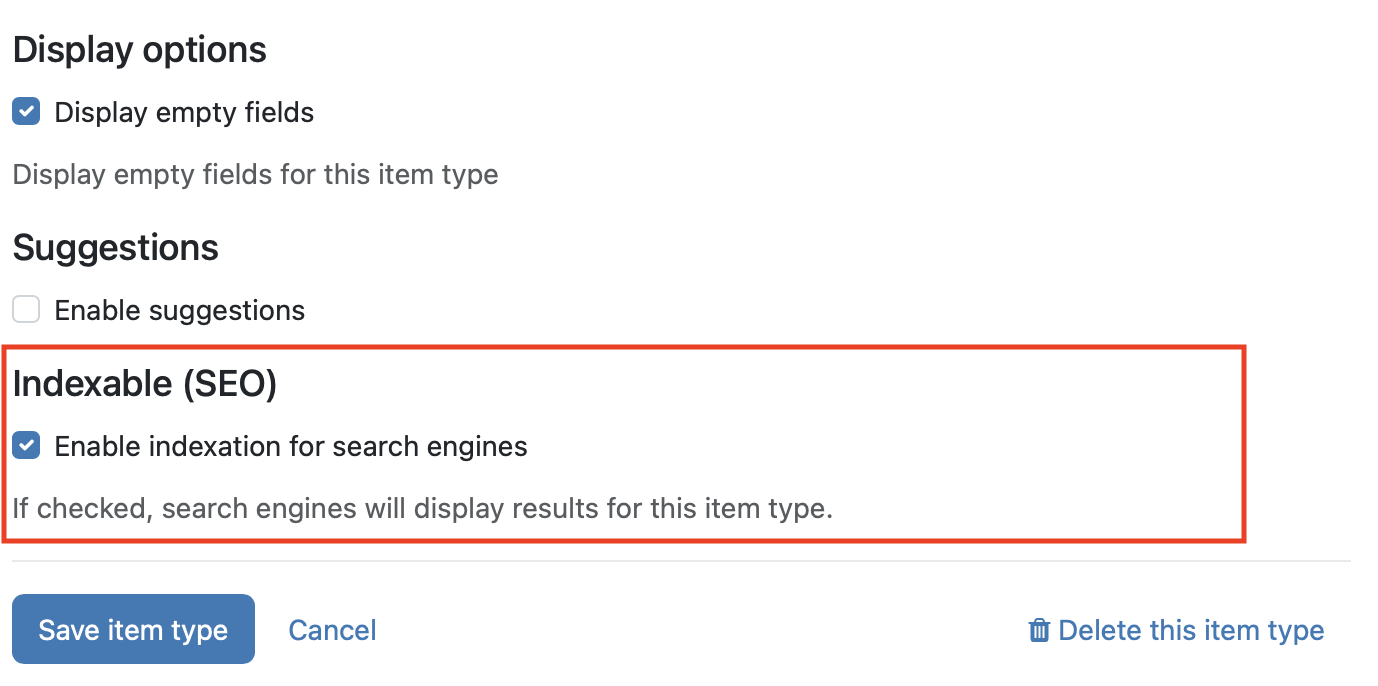 Display options
Display empty fields
Display empty fields for this item type
Suggestions
Enable suggestions
Indexable (SEO)
Enable indexation for search engines
If checked, search engines will display results for this item type.
Save item type
Cancel
Delete this item type